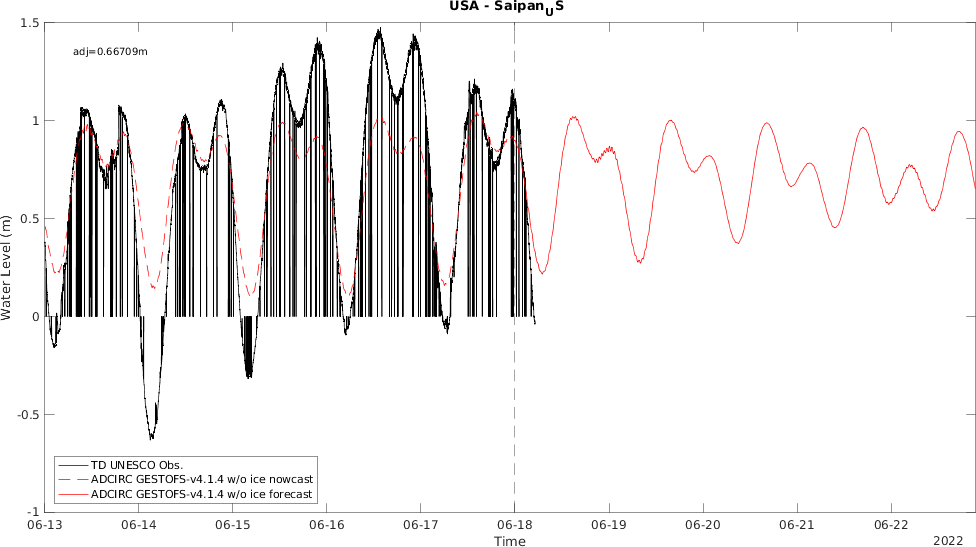 USA - SaipanUS
adj=0.66709m
1.5
1
0.5
0
-0.5
-1
Water Level (m)
TD UNESCO Obs.
ADCIRC GESTOFS-v4.1.4 w/o ice nowcast
ADCIRC GESTOFS-v4.1.4 w/o ice forecast
06-13 06-14 06-15 06-16 06-17 06-18 06-19 06-20 06-21 06-22
Time
2022